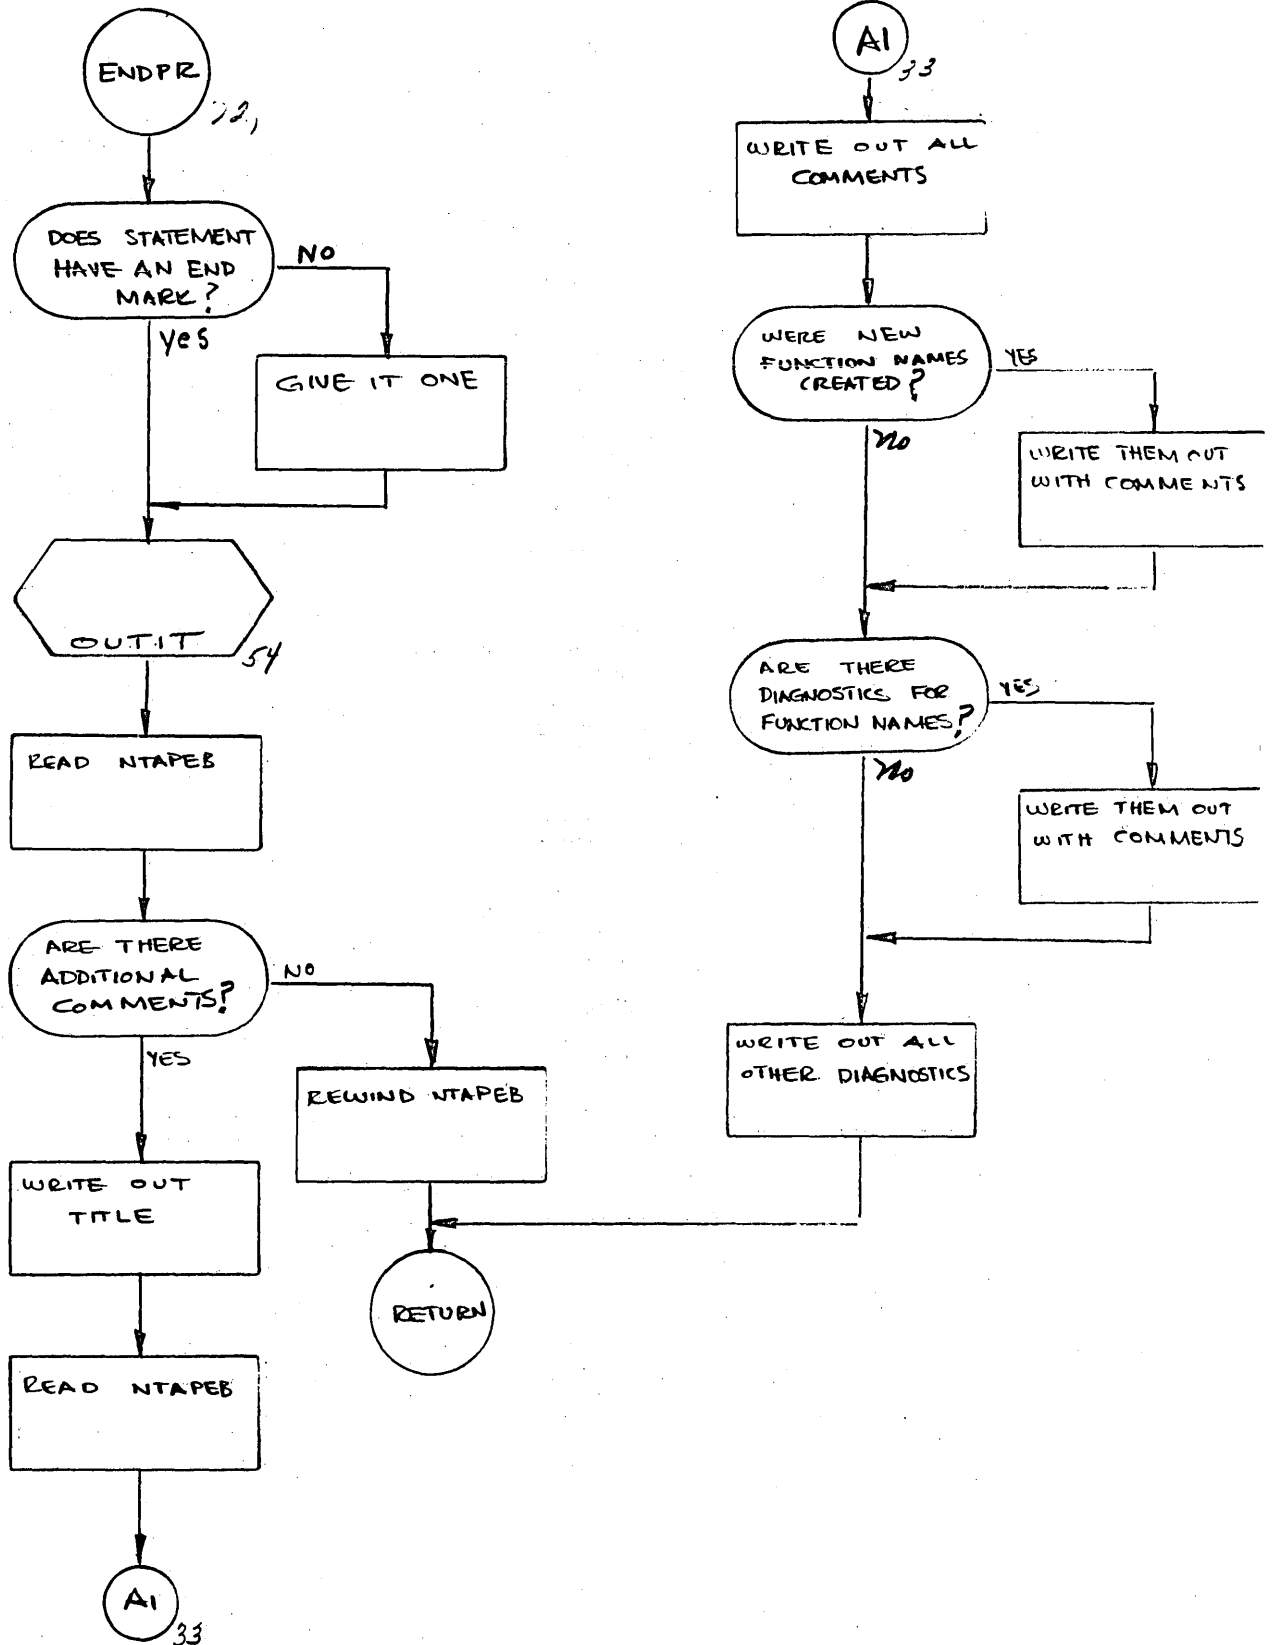 ENDPR
DOES STATEMENT
HAVE AN END
MARK?
NO
yes
GIVE IT ONE
OUTIT
54
READ NTAPEB
ARE THERE
ADDITIONAL
COMMENTS?
NO
YES
REWIND NTAPEB
WRITE OUT
TITLE
RETURN
READ NTAPEB
A1
33
A1
33
WRITE OUT ALL
COMMENTS
WERE NEW
FUNCTION NAMES
CREATED?
YES
no
WRITE THEM OUT
WITH COMMENTS
ARE THERE
DIAGNOSTICS FOR
FUNCTION NAMES?
YES
no
WRITE THEM OUT
WITH COMMENTS
WRITE OUT ALL
OTHER DIAGNOSTICS